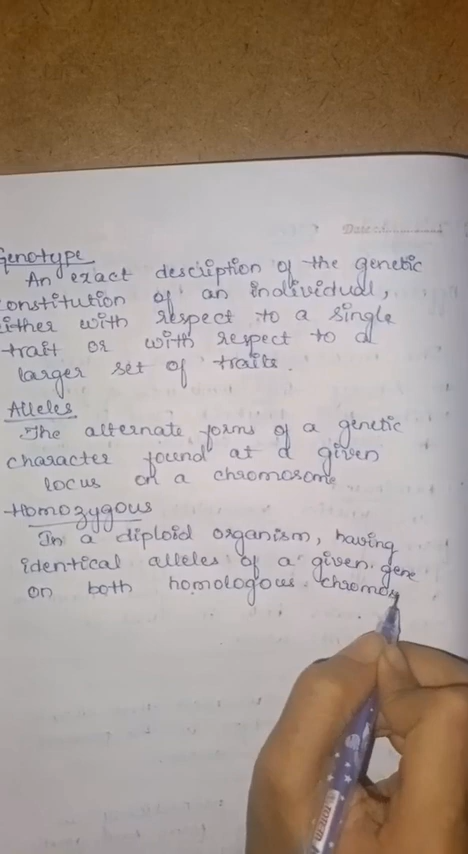 Date:
Genotype
An exact description of the genetic
constitution of an individual,
either with respect to a single
trait or with respect to a
larger set of traits.
Alleles
The alternate forms of a genetic
character found at a given
locus on a chromosome
Homozygous
In a diploid organism, having
identical alleles of a given gene
on both homologous chromos